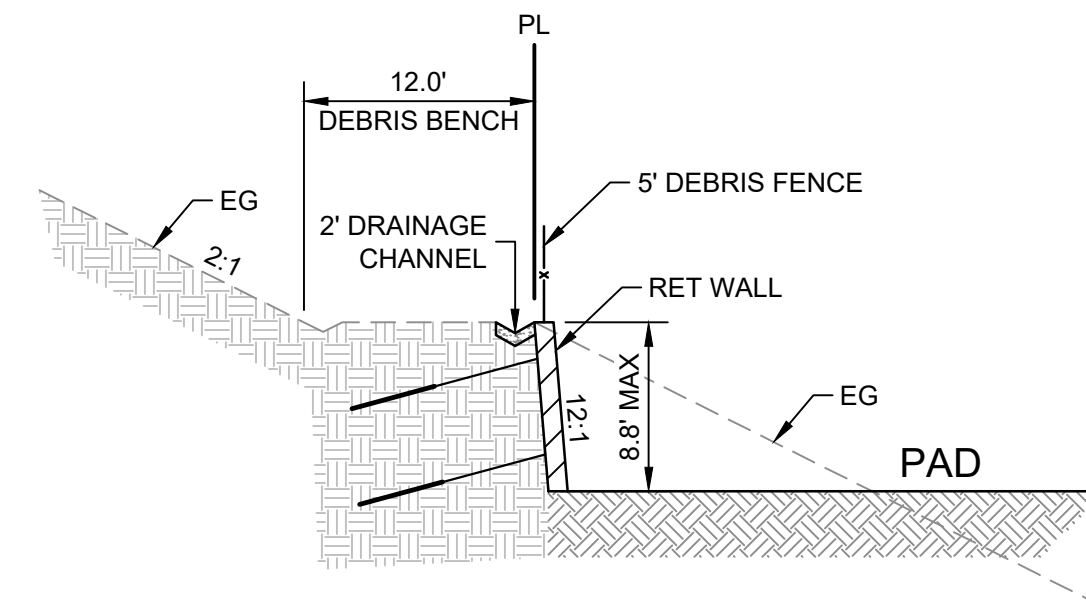 PL
12.0'
DEBRIS BENCH
EG
2:1
2' DRAINAGE
CHANNEL
5' DEBRIS FENCE
x
RET WALL
12:1
8.8' MAX
EG
PAD